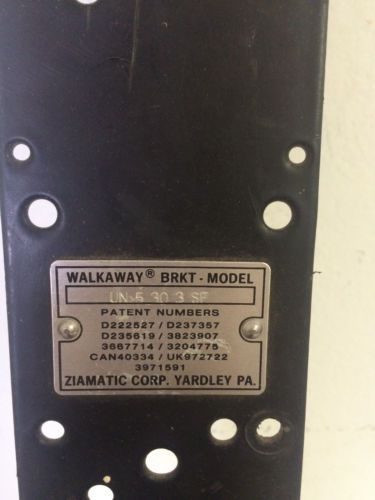 WALKAWAY® BRKT - MODEL
UN 5 30 3 SF
PATENT NUMBERS
D222527 / D237357
D235619 / 3823907
3667714 / 3204775
CAN40334 / UK972722
3971591
ZIAMATIC CORP. YARDLEY PA.